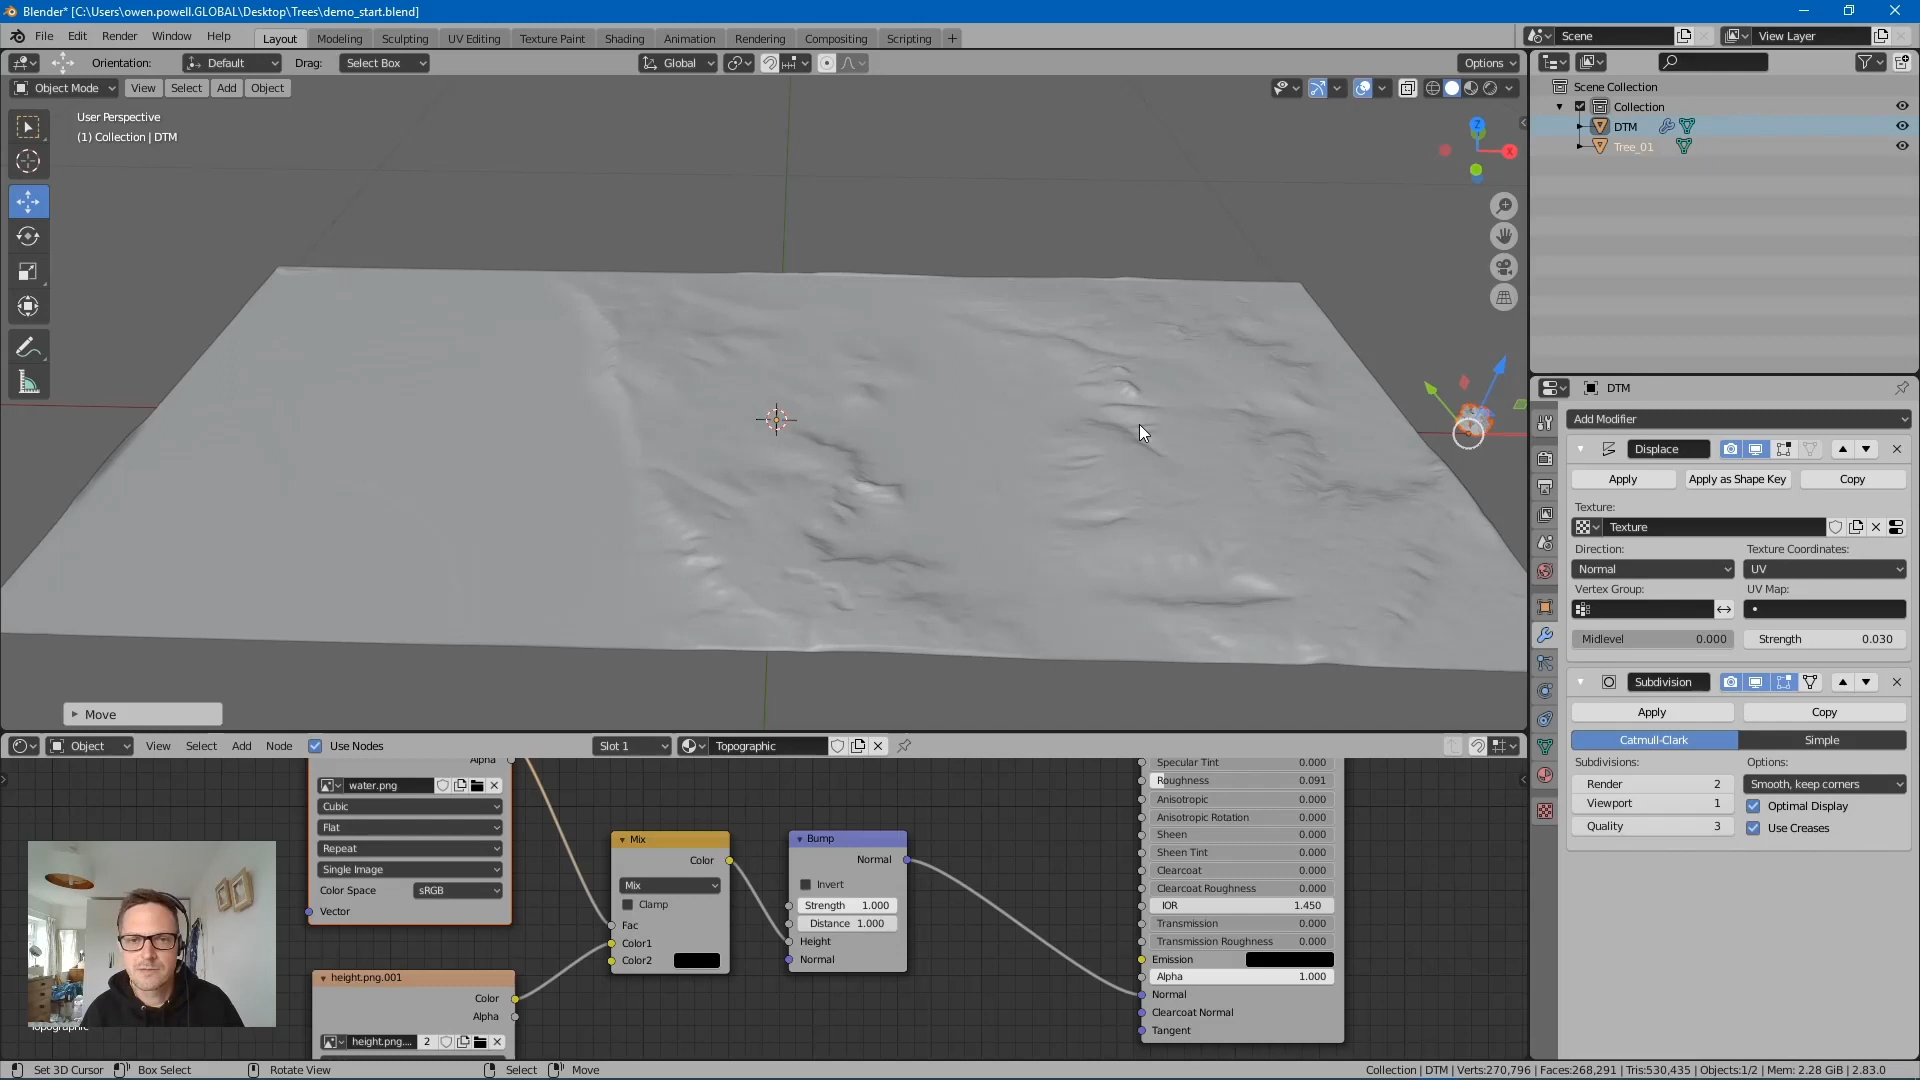 Blender* [C:\Users\owen.powell.GLOBAL\Desktop\Trees\demo_start.blend]
File Edit Render Window Help Layout Modeling Sculpting UV Editing Texture Paint Shading Animation Rendering Compositing Scripting + Scene View Layer
Orientation: Default Drag: Select Box Global Options
Object Mode View Select Add Object
User Perspective
(1) Collection | DTM
Z
X
Move
Scene Collection
Collection
DTM
Tree_01
DTM
Add Modifier
Displace
Apply Apply as Shape Key Copy
Texture:
Texture
Direction: Texture Coordinates:
Normal UV
Vertex Group: UV Map:
Midlevel 0.000 Strength 0.030
Subdivision
Apply Copy
Catmull-Clark Simple
Subdivisions: Options:
Render 2 Smooth, keep corners
Viewport 1 Optimal Display
Quality 3 Use Creases
Object View Select Add Node Use Nodes Slot 1 Topographic
Alpha
water.png
Cubic
Flat
Repeat
Single Image
Color Space sRGB
Vector
height.png.001
Color
Alpha
height.png.... 2
Mix
Color
Mix
Clamp
Fac
Color1
Color2
Bump
Normal
Invert
Strength 1.000
Distance 1.000
Height
Normal
Specular Tint 0.000
Roughness 0.091
Anisotropic 0.000
Anisotropic Rotation 0.000
Sheen 0.000
Sheen Tint 0.000
Clearcoat 0.000
Clearcoat Roughness 0.000
IOR 1.450
Transmission 0.000
Transmission Roughness 0.000
Emission
Alpha 1.000
Normal
Clearcoat Normal
Tangent
Topographic
Set 3D Cursor Box Select Rotate View Select Move Collection | DTM | Verts:270,796 | Faces:268,291 | Tris:530,435 | Objects:1/2 | Mem: 2.28 GiB | 2.83.0